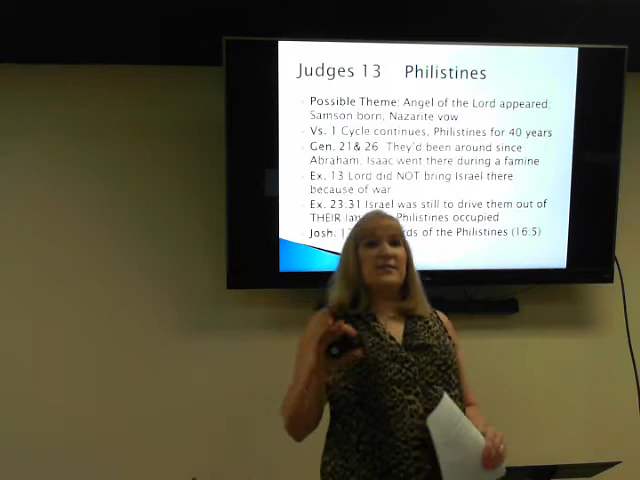 Judges 13 Philistines
Possible Theme: Angel of the Lord appeared;
Samson born, Nazarite vow
Vs. 1 Cycle continues, Philistines for 40 years
Gen. 21& 26 They'd been around since
Abraham, Isaac went there during a famine
Ex. 13 Lord did NOT bring Israel there
because of war
Ex. 23:31 Israel was still to drive them out of
THEIR Philistines occupied
Josh. of the Philistines (16:5)